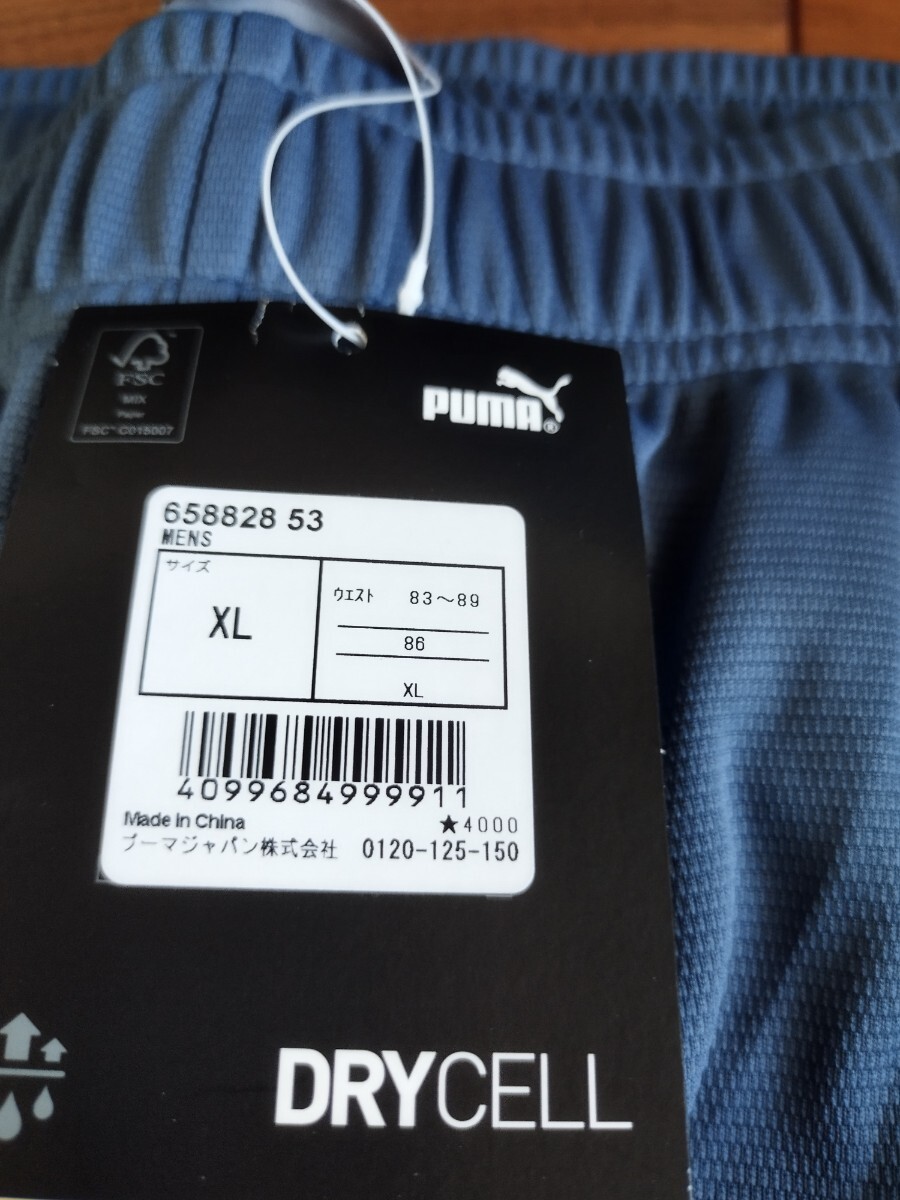 FSC
MIX
Paper
FSC™ C015007
PUMA®
658828 53
MENS
サイズ
XL
ウエスト 83～89
86
XL
4099684999911
Made in China
★4000
プーマジャパン株式会社 0120-125-150
DRYCELL